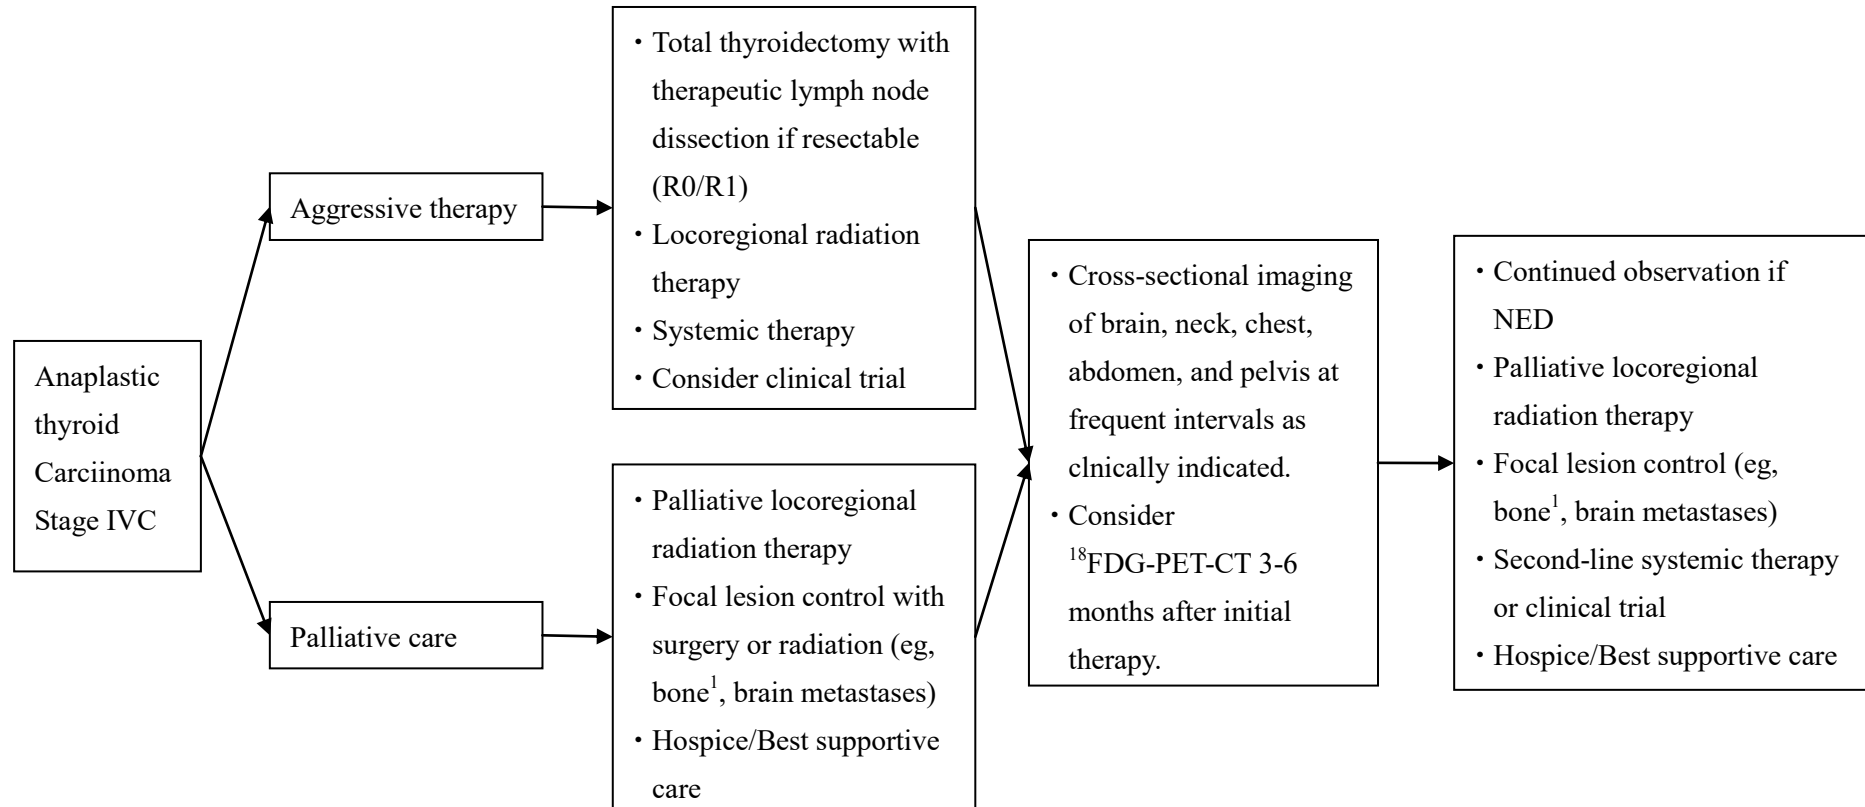 Anaplastic
thyroid
Carciinoma
Stage IVC
Aggressive therapy
Palliative care
・Total thyroidectomy with
therapeutic lymph node
dissection if resectable
(R0/R1)
・Locoregional radiation
therapy
・Systemic therapy
・Consider clinical trial
・Palliative locoregional
radiation therapy
・Focal lesion control with
surgery or radiation (eg,
bone¹, brain metastases)
・Hospice/Best supportive
care
・Cross-sectional imaging
of brain, neck, chest,
abdomen, and pelvis at
frequent intervals as
clnically indicated.
・Consider
¹⁸FDG-PET-CT 3-6
months after initial
therapy.
・Continued observation if
NED
・Palliative locoregional
radiation therapy
・Focal lesion control (eg,
bone¹, brain metastases)
・Second-line systemic therapy
or clinical trial
・Hospice/Best supportive care